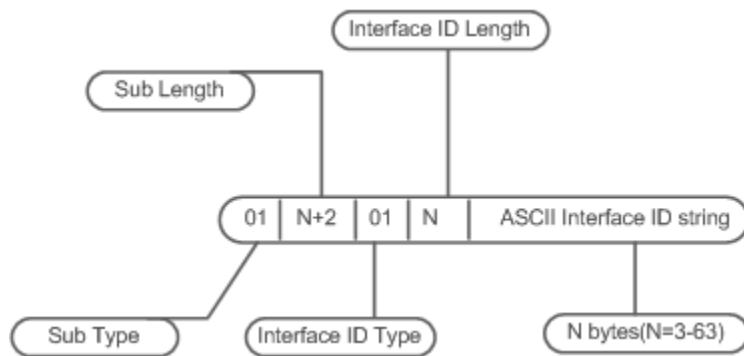 Interface ID Length
Sub Length
01 N+2 01 N ASCII Interface ID string
Sub Type Interface ID Type N bytes(N=3-63)